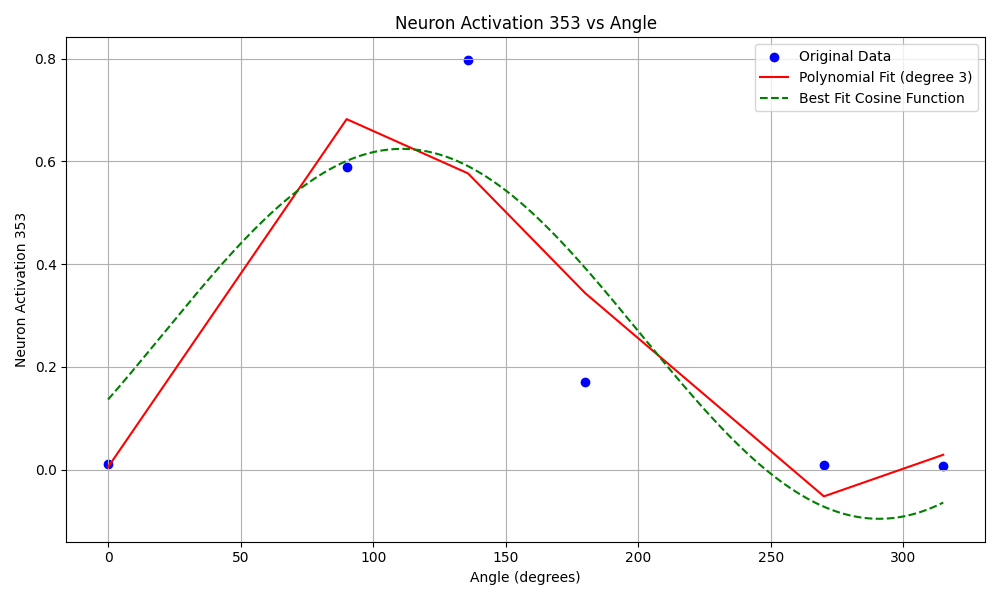 Neuron Activation 353 vs Angle
Original Data
Polynomial Fit (degree 3)
Best Fit Cosine Function
Neuron Activation 353
0.8
0.6
0.4
0.2
0.0
0
50
100
150
200
250
300
Angle (degrees)